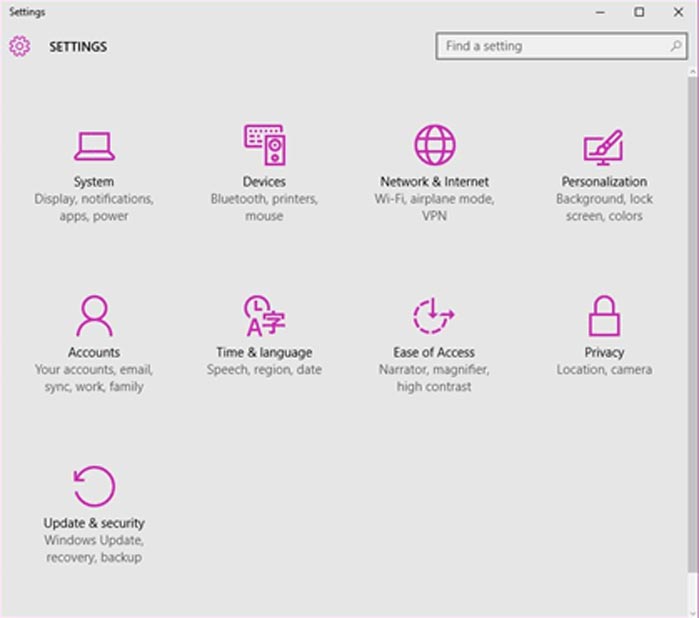 Settings
SETTINGS
Find a setting
System
Display, notifications,
apps, power
Devices
Bluetooth, printers,
mouse
Network & Internet
Wi-Fi, airplane mode,
VPN
Personalization
Background, lock
screen, colors
Accounts
Your accounts, email,
sync, work, family
A字
Time & language
Speech, region, date
Ease of Access
Narrator, magnifier,
high contrast
Privacy
Location, camera
Update & security
Windows Update,
recovery, backup